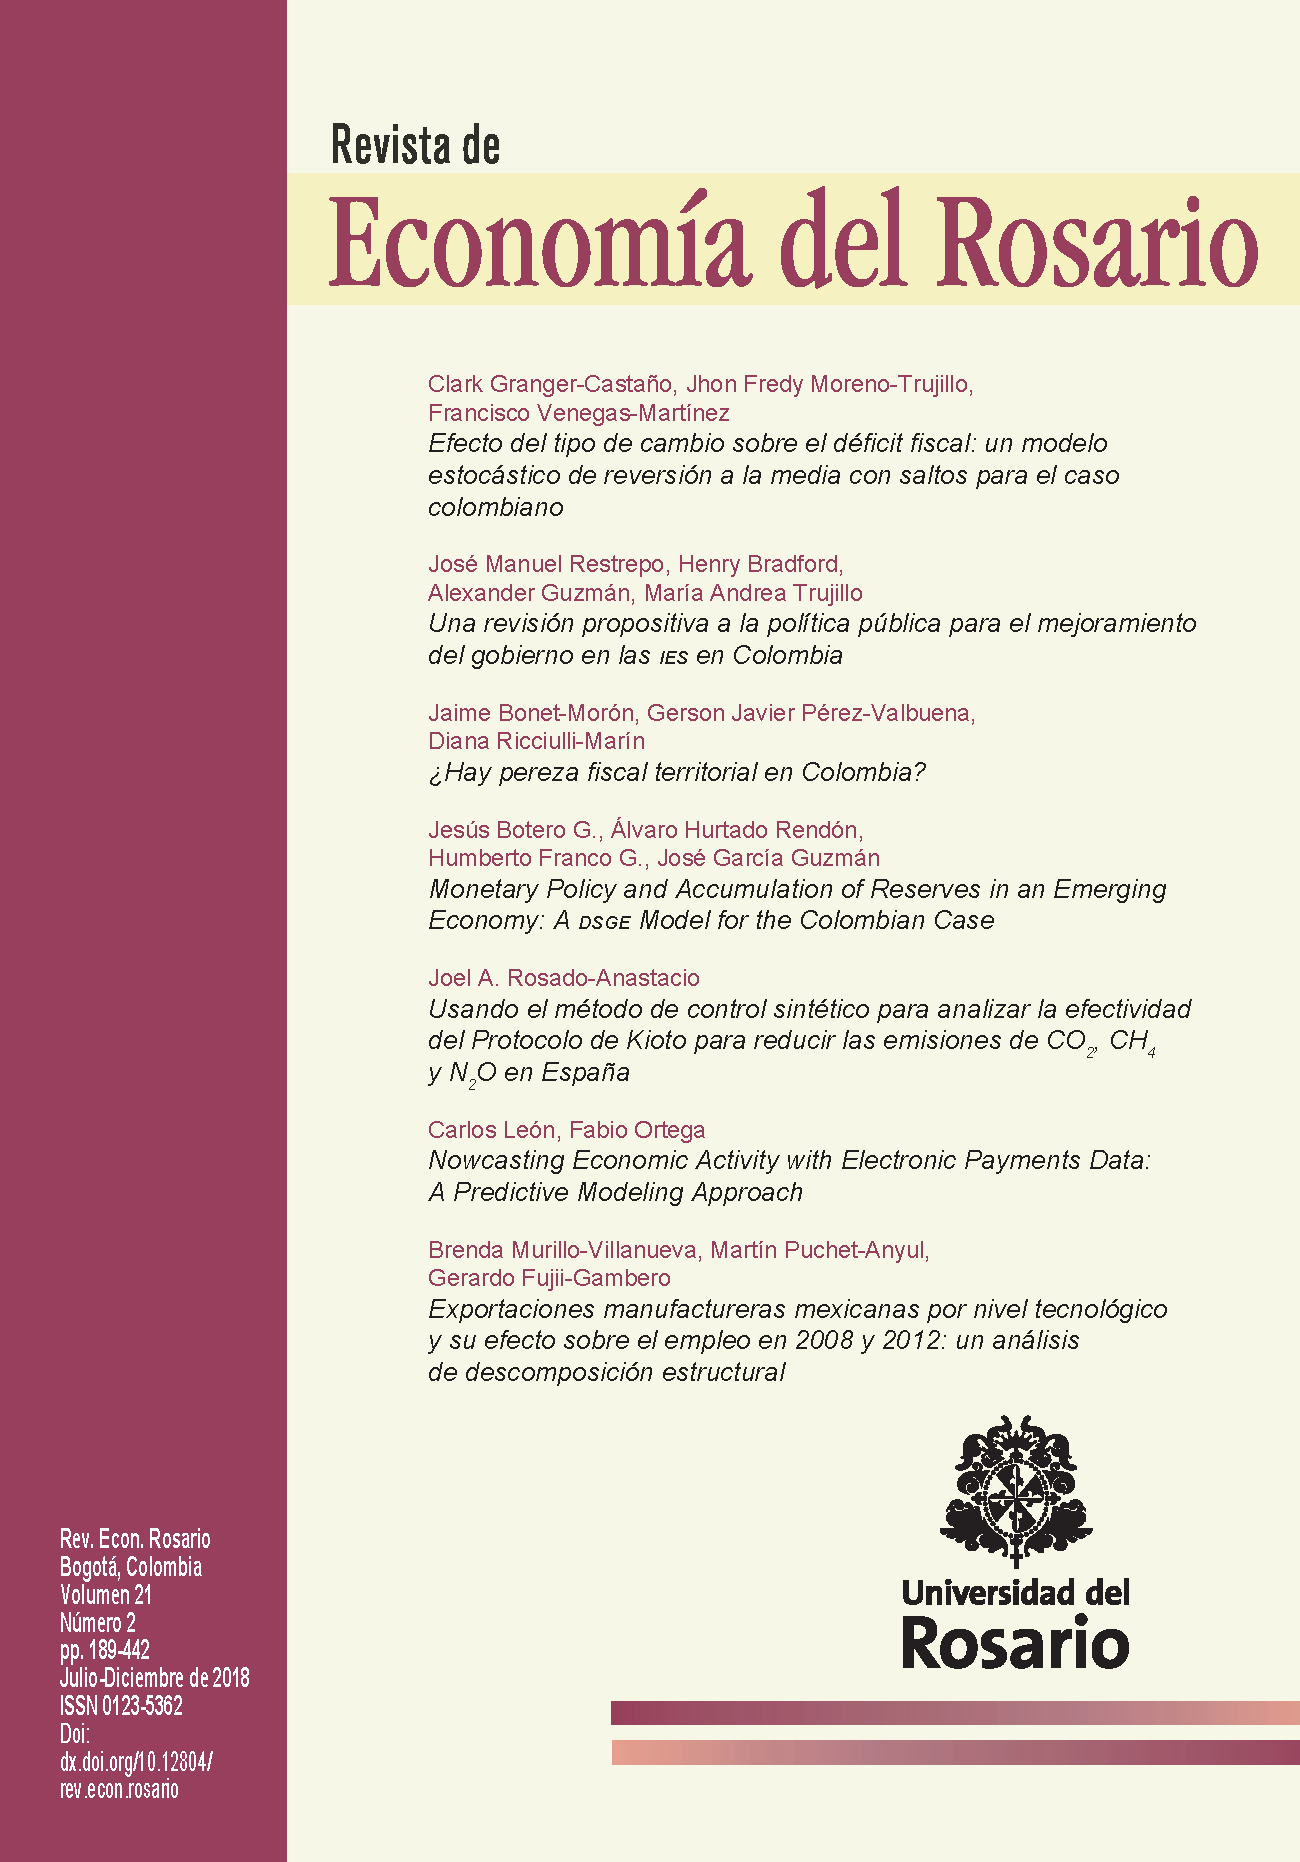 Revista de
Economía del Rosario
Clark Granger-Castaño, Jhon Fredy Moreno-Trujillo,
Francisco Venegas-Martínez
Efecto del tipo de cambio sobre el déficit fiscal: un modelo
estocástico de reversión a la media con saltos para el caso
colombiano
José Manuel Restrepo, Henry Bradford,
Alexander Guzmán, María Andrea Trujillo
Una revisión propositiva a la política pública para el mejoramiento
del gobierno en las IES en Colombia
Jaime Bonet-Morón, Gerson Javier Pérez-Valbuena,
Diana Ricciulli-Marín
¿Hay pereza fiscal territorial en Colombia?
Jesús Botero G., Álvaro Hurtado Rendón,
Humberto Franco G., José García Guzmán
Monetary Policy and Accumulation of Reserves in an Emerging
Economy: A DSGE Model for the Colombian Case
Joel A. Rosado-Anastacio
Usando el método de control sintético para analizar la efectividad
del Protocolo de Kioto para reducir las emisiones de CO₂, CH₄
y N₂O en España
Carlos León, Fabio Ortega
Nowcasting Economic Activity with Electronic Payments Data:
A Predictive Modeling Approach
Brenda Murillo-Villanueva, Martín Puchet-Anyul,
Gerardo Fujii-Gambero
Exportaciones manufactureras mexicanas por nivel tecnológico
y su efecto sobre el empleo en 2008 y 2012: un análisis
de descomposición estructural
Rev. Econ. Rosario
Bogotá, Colombia
Volumen 21
Número 2
pp. 189-442
Julio-Diciembre de 2018
ISSN 0123-5362
Doi:
dx.doi.org/10.12804/
rev.econ.rosario
Universidad del
Rosario